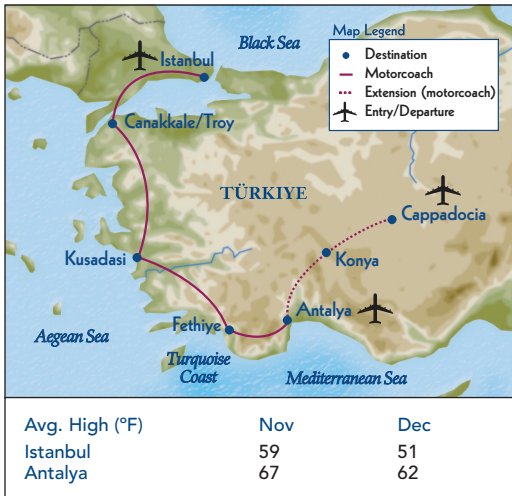 Black Sea
Map Legend
Destination
Motorcoach
Extension (motorcoach)
Entry/Departure
Istanbul
Canakkale/Troy
TÜRKIYE
Cappadocia
Konya
Kusadasi
Antalya
Fethiye
Aegean Sea
Turquoise
Coast
Mediterranean Sea
Avg. High (ºF) Nov Dec
Istanbul 59 51
Antalya 67 62